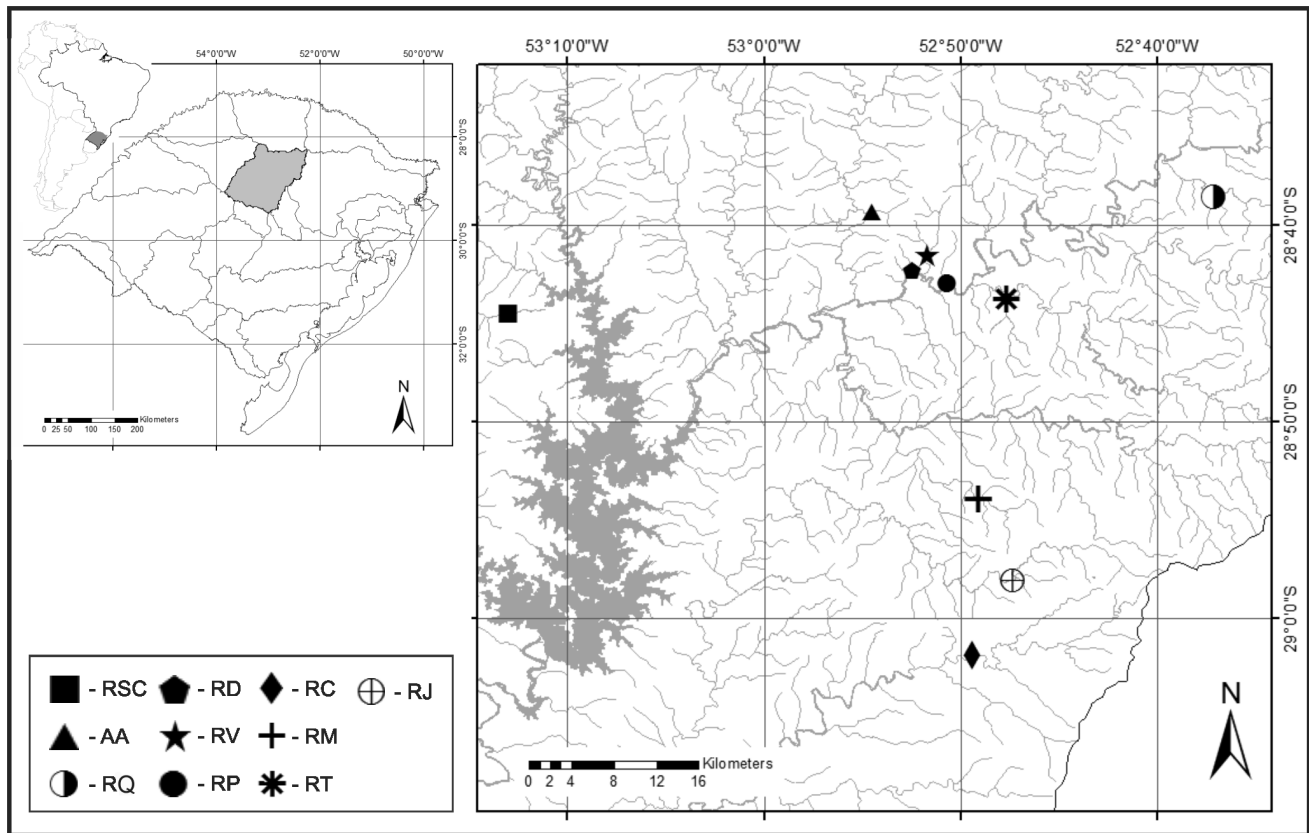 54°0'0"W 52°0'0"W 50°0'0"W
28°0'0"S
30°0'0"S
32°0'0"S
N
Kilometers
0 25 50 100 150 200
53°10'0"W 53°0'0"W 52°50'0"W 52°40'0"W
28°40'0"S
28°50'0"S
29°0'0"S
N
Kilometers
0 2 4 8 12 16
- RSC - RD - RC - RJ
- AA - RV - RM
- RQ - RP - RT